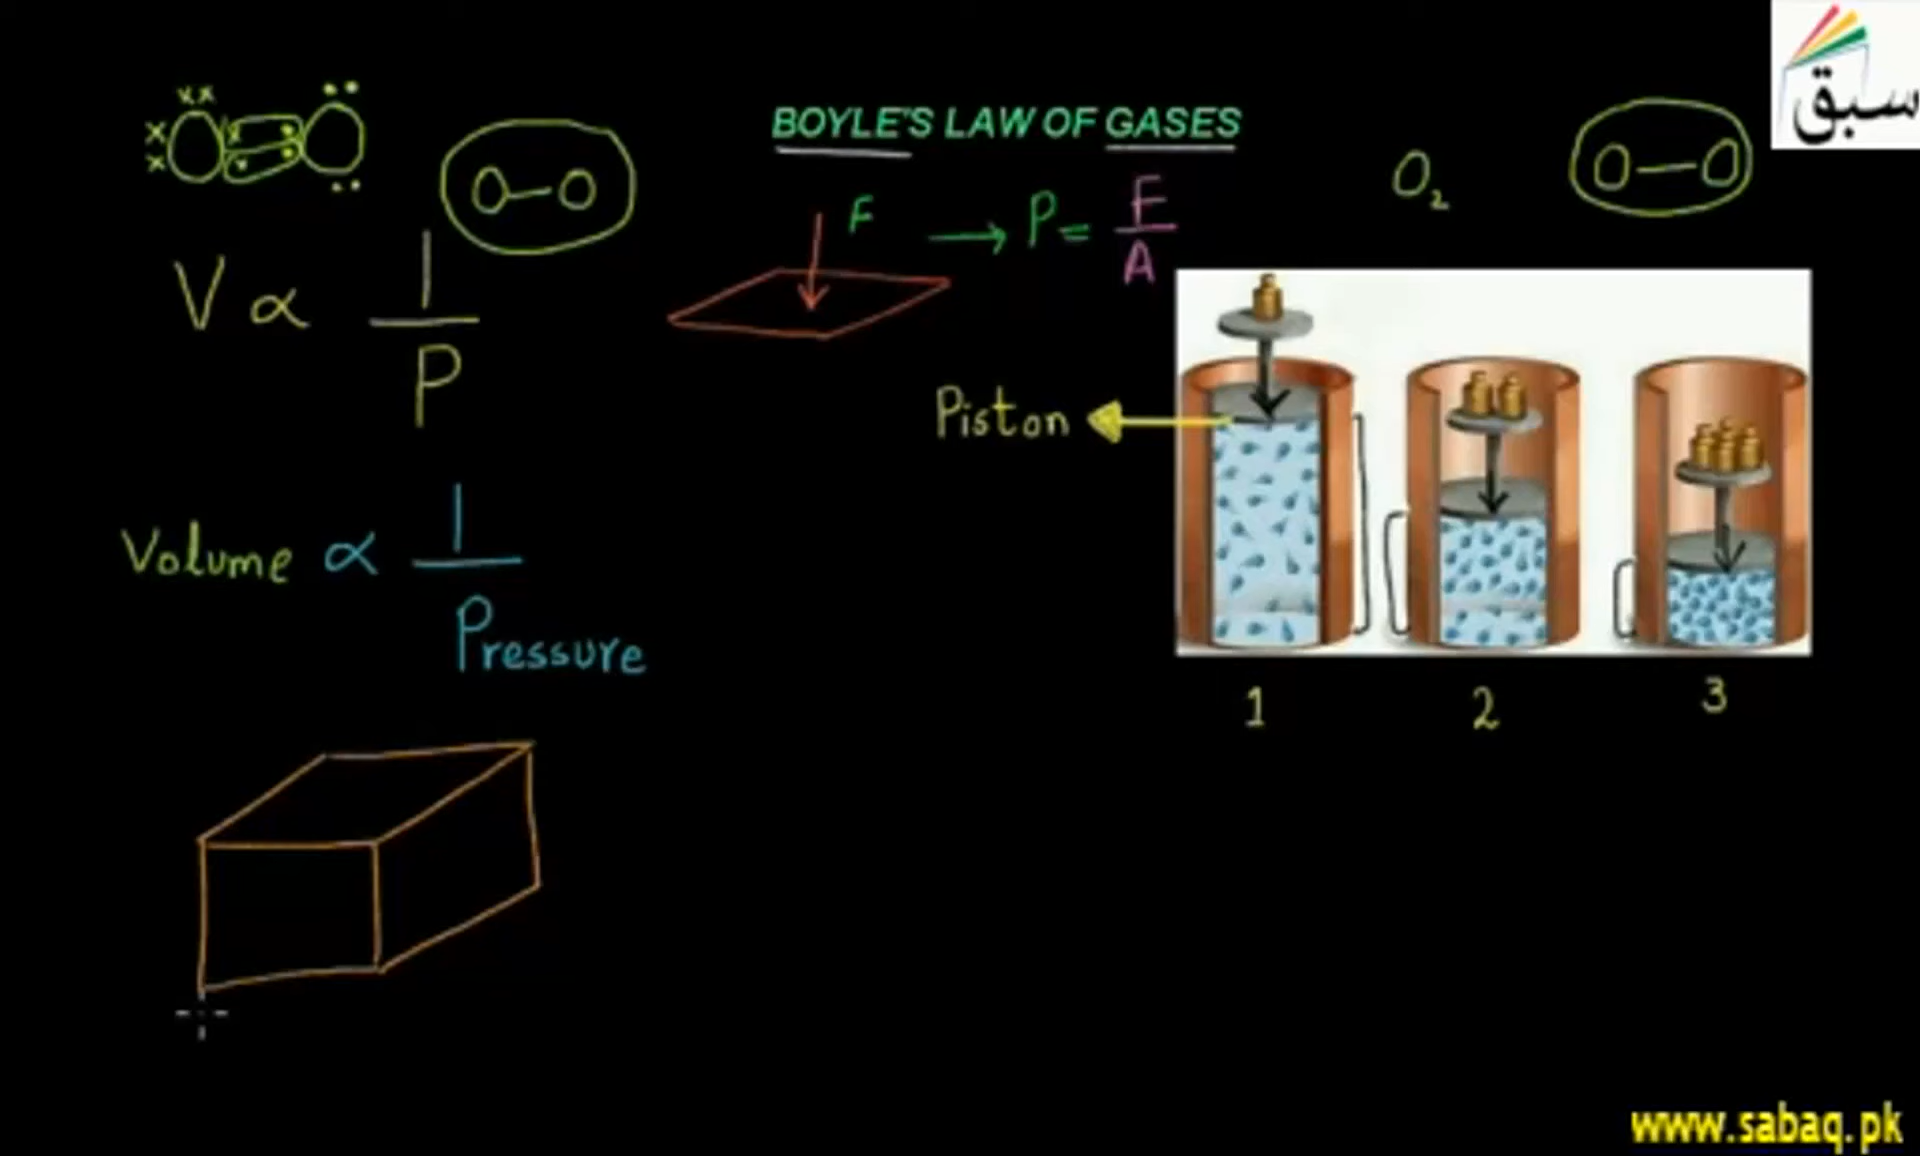 سبق
BOYLE'S LAW OF GASES
O₂
O—O
O—O
F → P = F/A
V ∝ 1/P
Piston
Volume ∝ 1/Pressure
1 2 3
www.sabaq.pk